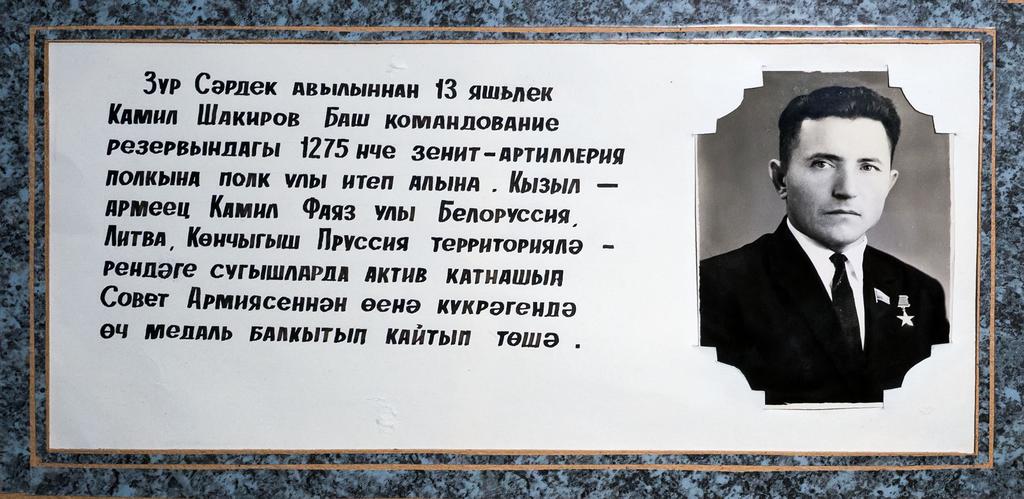 Зур Сәрдек авылыннан 13 яшьлек
Камил Шакиров Баш командование
резервындагы 1275 нче зенит-артиллерия
полкына полк улы итеп алына. Кызыл —
армеец Камил Фаяз улы Белоруссия,
Литва, Көнчыгыш Пруссия территориялә -
рендәге сугышларда актив катнашып
Совет Армиясеннән өенә күкрәгендә
өч медаль балкытып кайтып төшә.